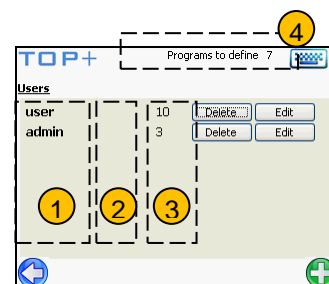 4
TOP+ Programs to define 7
Users
user 10 Delete Edit
admin 3 Delete Edit
1 2 3